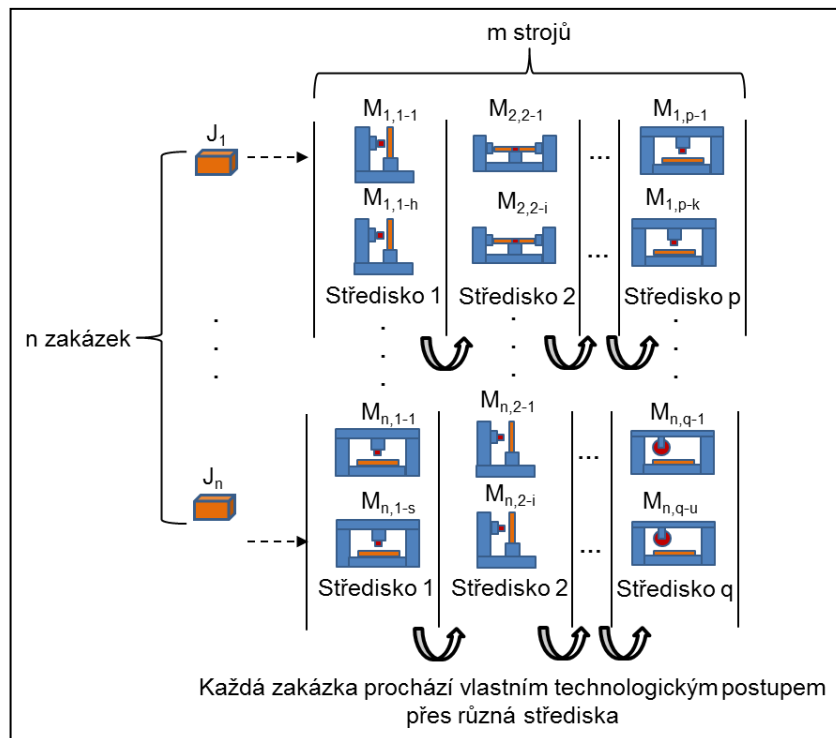 m strojů
J1
M1,1-1
M2,2-1
M1,p-1
...
M1,1-h
M2,2-i
M1,p-k
...
Středisko 1
Středisko 2
Středisko p
n zakázek
Jn
Mn,1-1
Mn,2-1
Mn,q-1
...
Mn,1-s
Mn,2-i
Mn,q-u
...
Středisko 1
Středisko 2
Středisko q
Každá zakázka prochází vlastním technologickým postupem
přes různá střediska